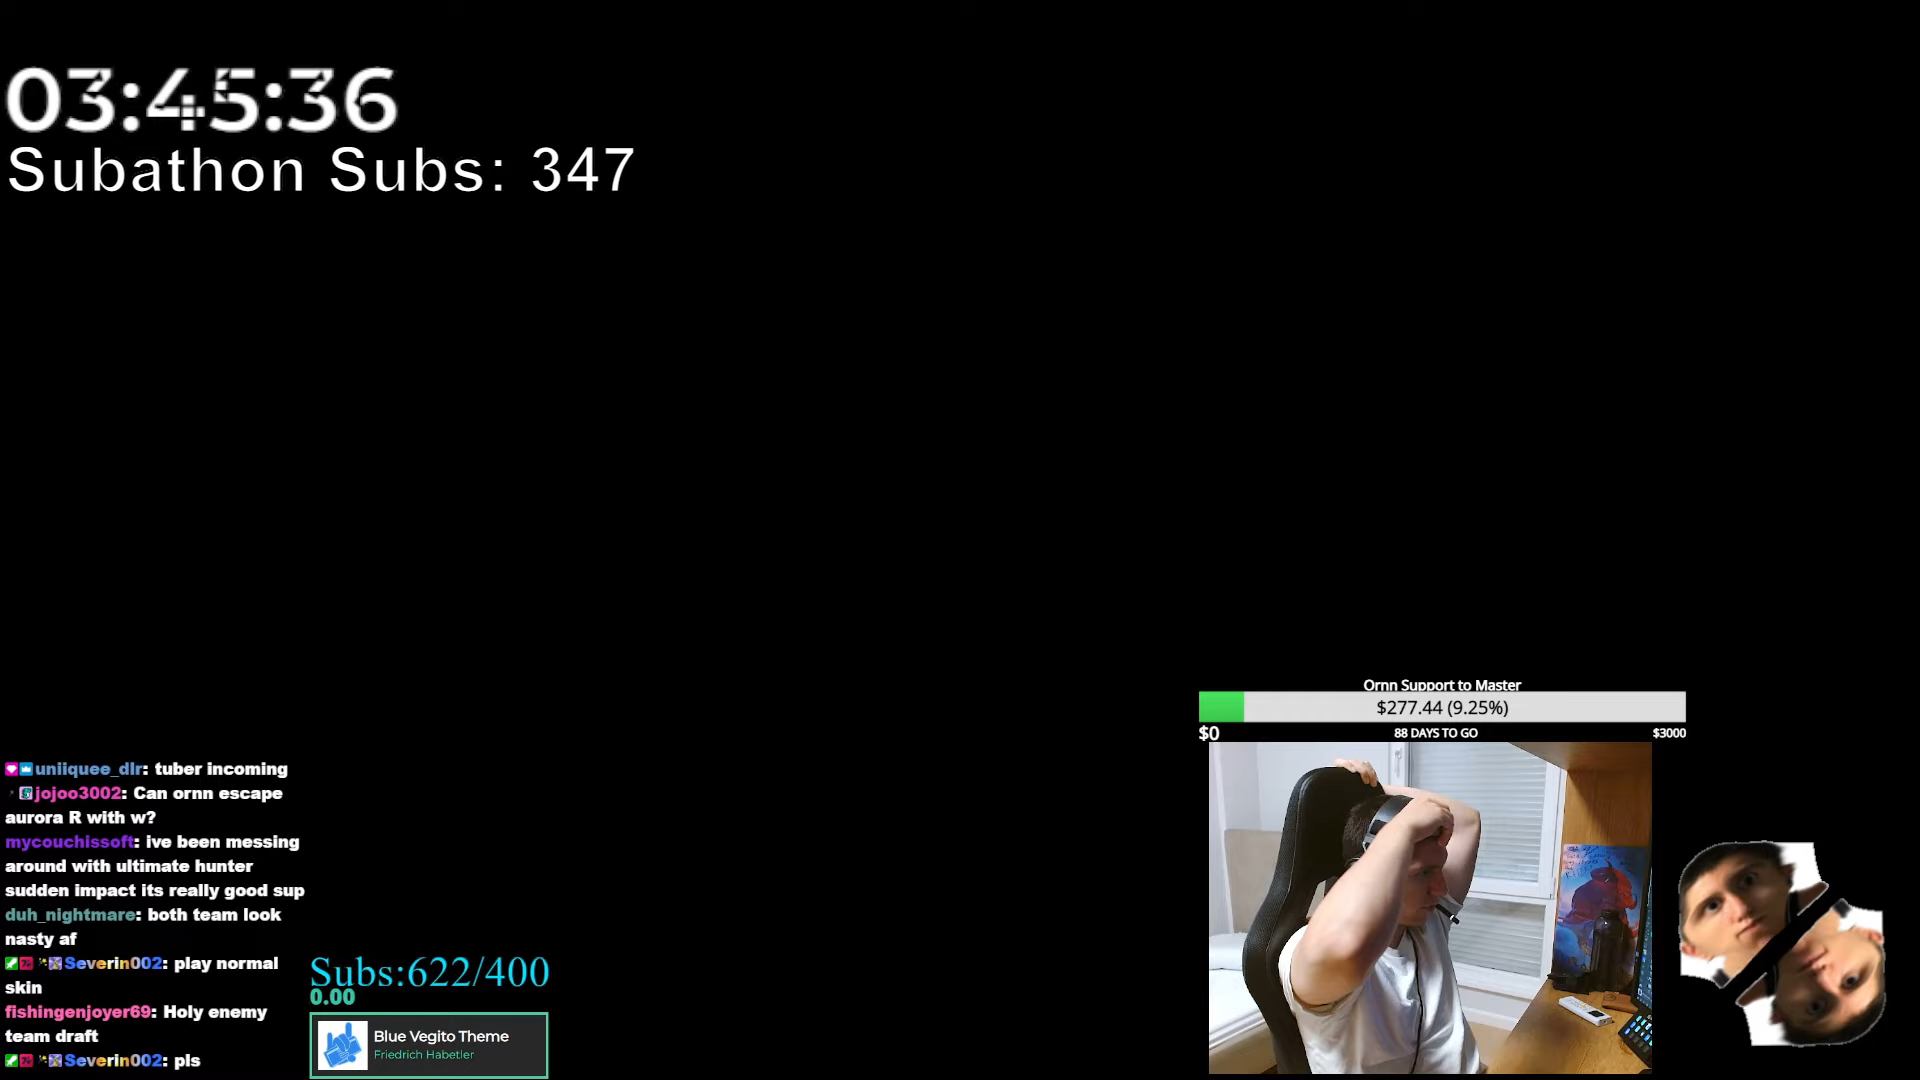 03:45:36
Subathon Subs: 347
Ornn Support to Master
$277.44 (9.25%)
$0
88 DAYS TO GO
$3000
uniiquee_dlr: tuber incoming
jojoo3002: Can ornn escape
aurora R with w?
mycouchissoft: ive been messing
around with ultimate hunter
sudden impact its really good sup
duh_nightmare: both team look
nasty af
Severin002: play normal
skin
fishingenjoyer69: Holy enemy
team draft
Severin002: pls
Subs:622/400
0.00
Blue Vegito Theme
Friedrich Habetler